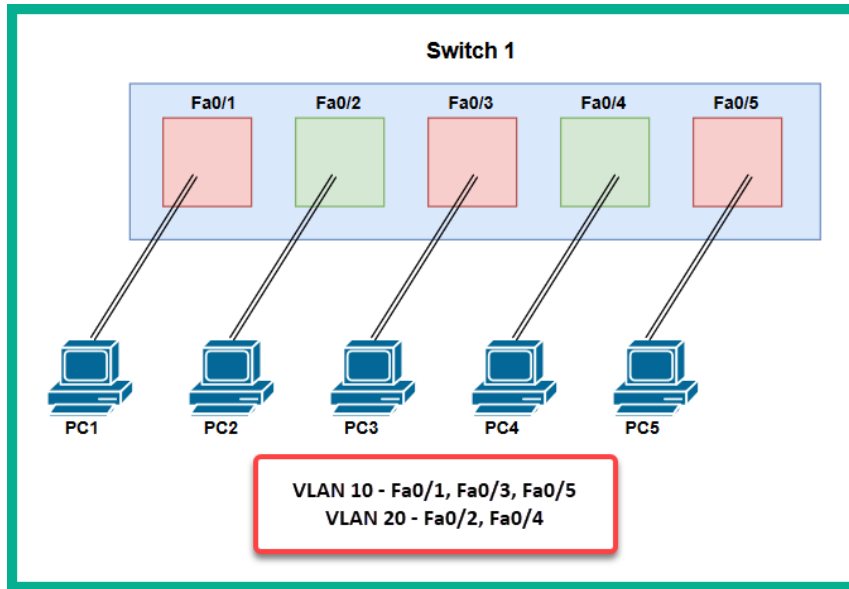 Switch 1
Fa0/1 Fa0/2 Fa0/3 Fa0/4 Fa0/5
PC1 PC2 PC3 PC4 PC5
VLAN 10 - Fa0/1, Fa0/3, Fa0/5
VLAN 20 - Fa0/2, Fa0/4